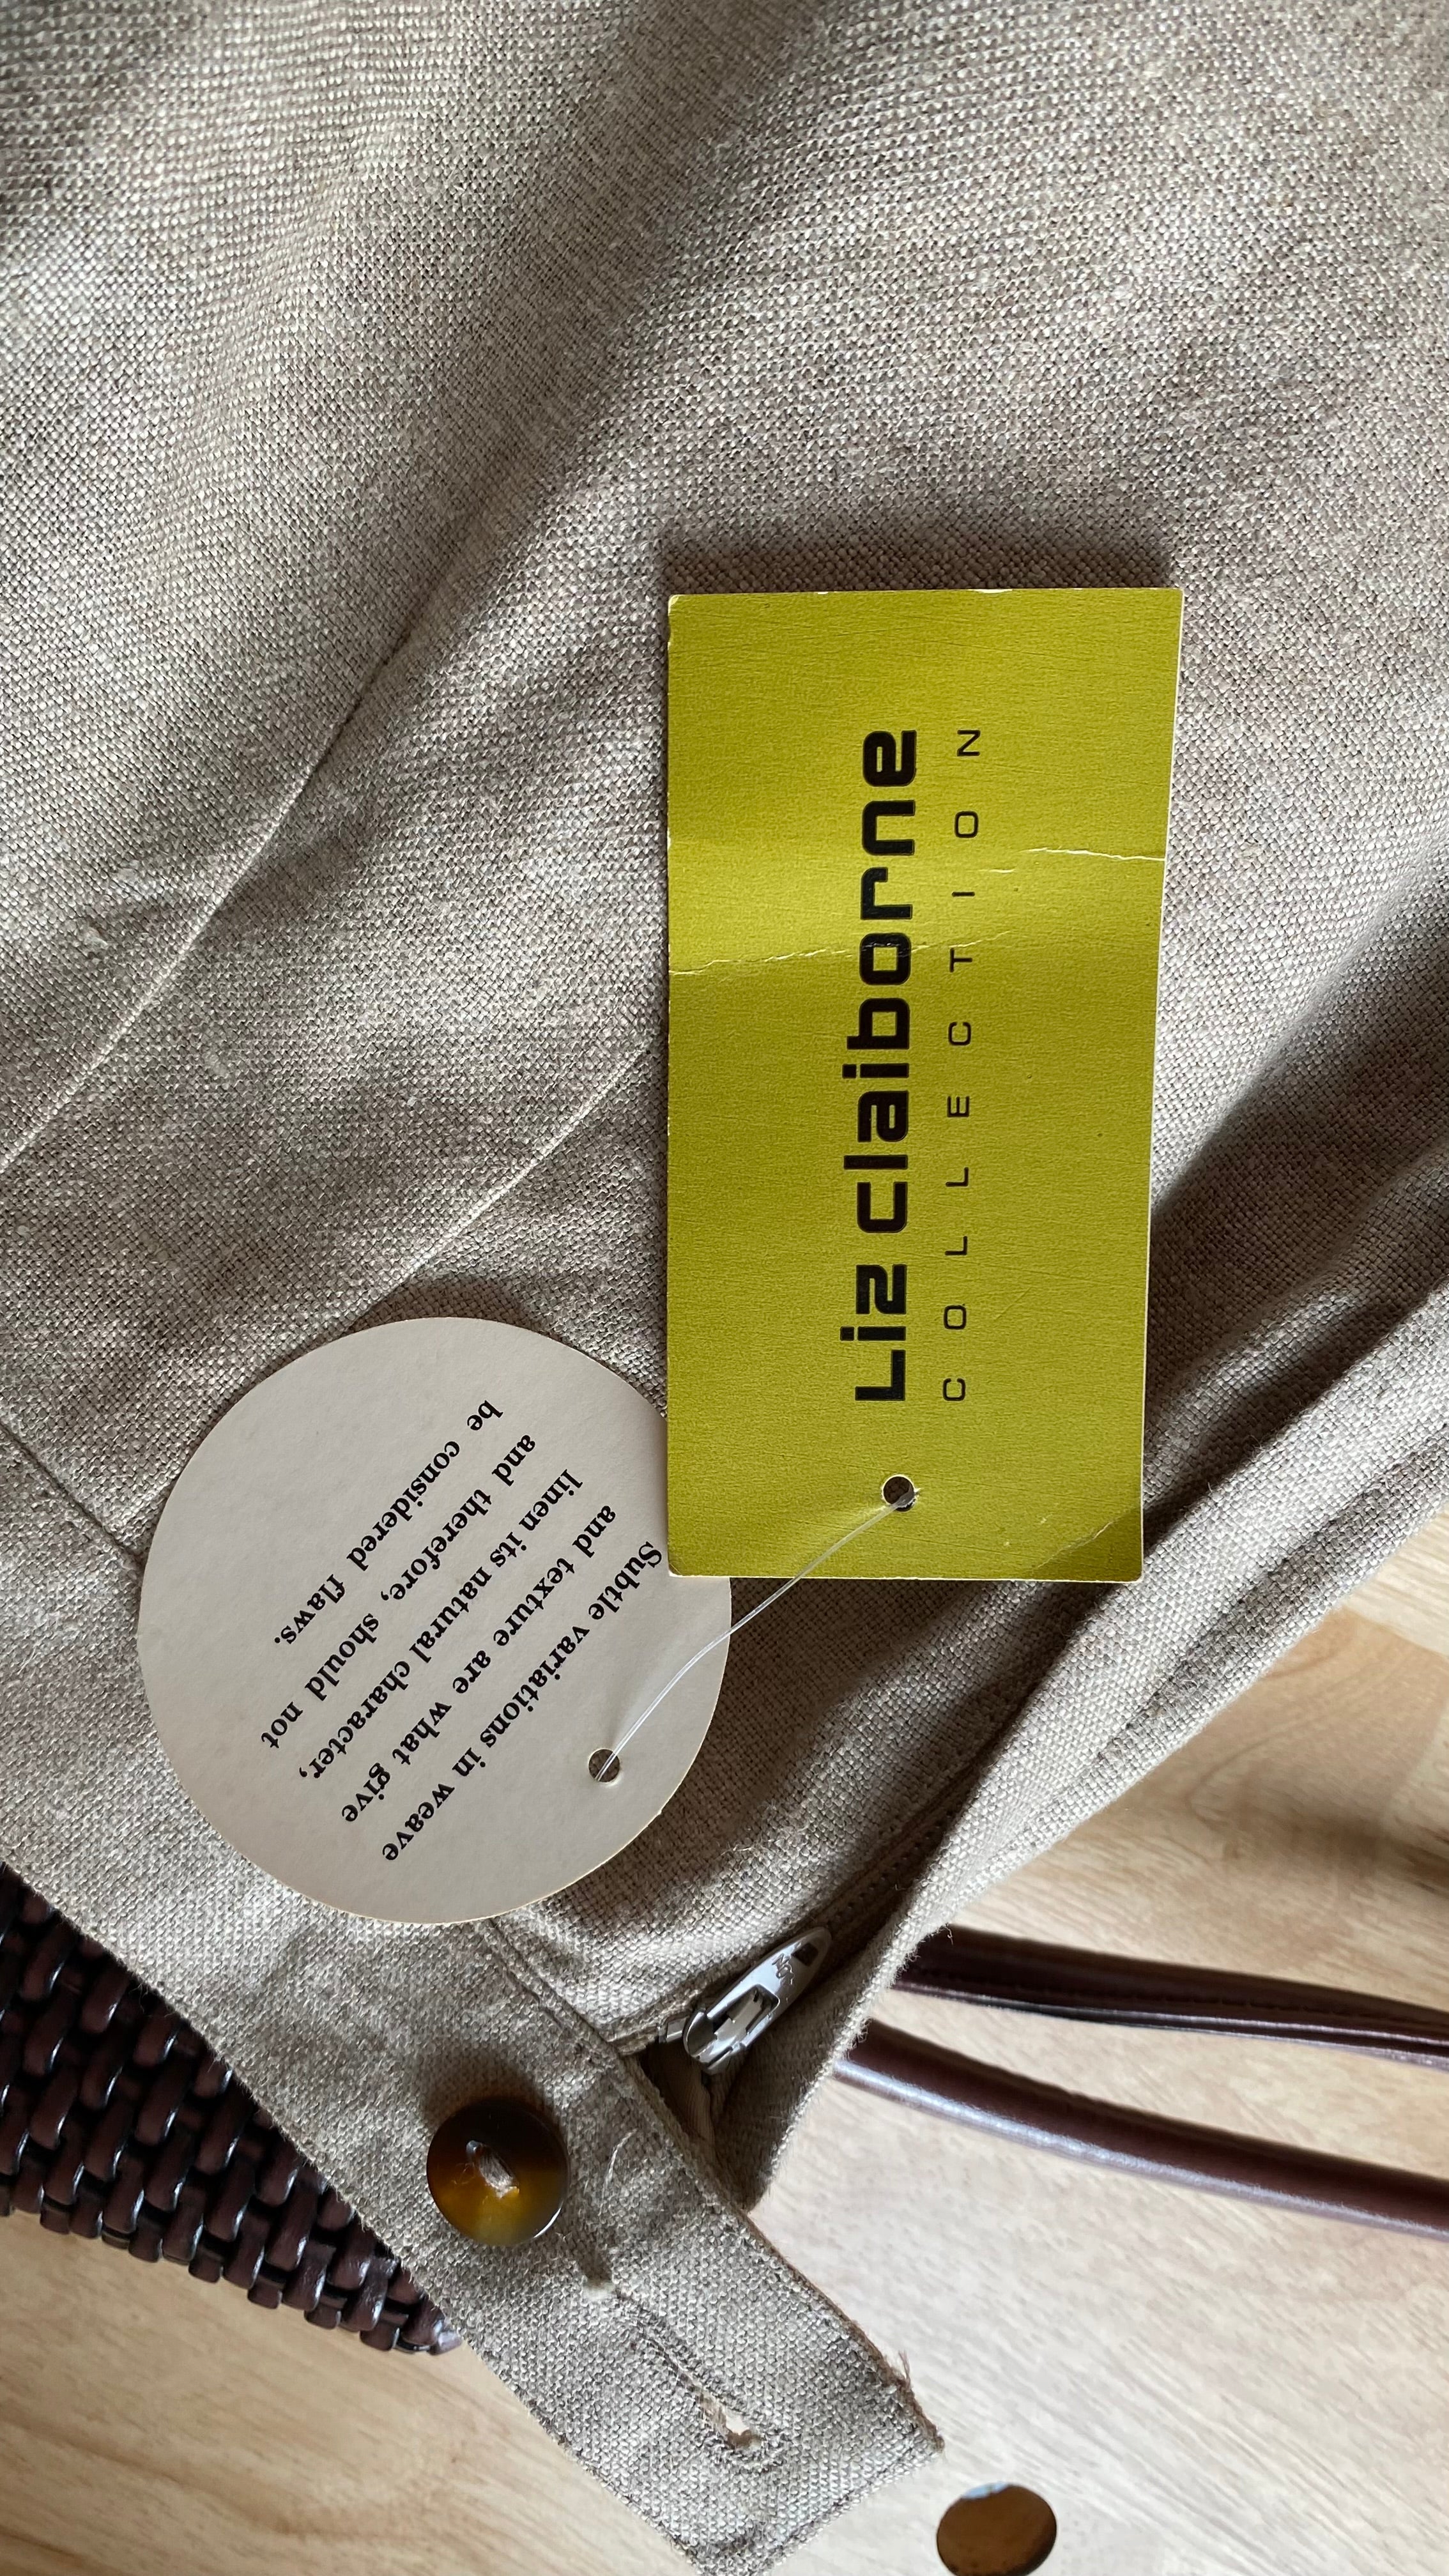 Liz claiborne
COLLECTION
Subtle variations in weave
and texture are what give
linen its natural character,
and therefore, should not
be considered flaws.